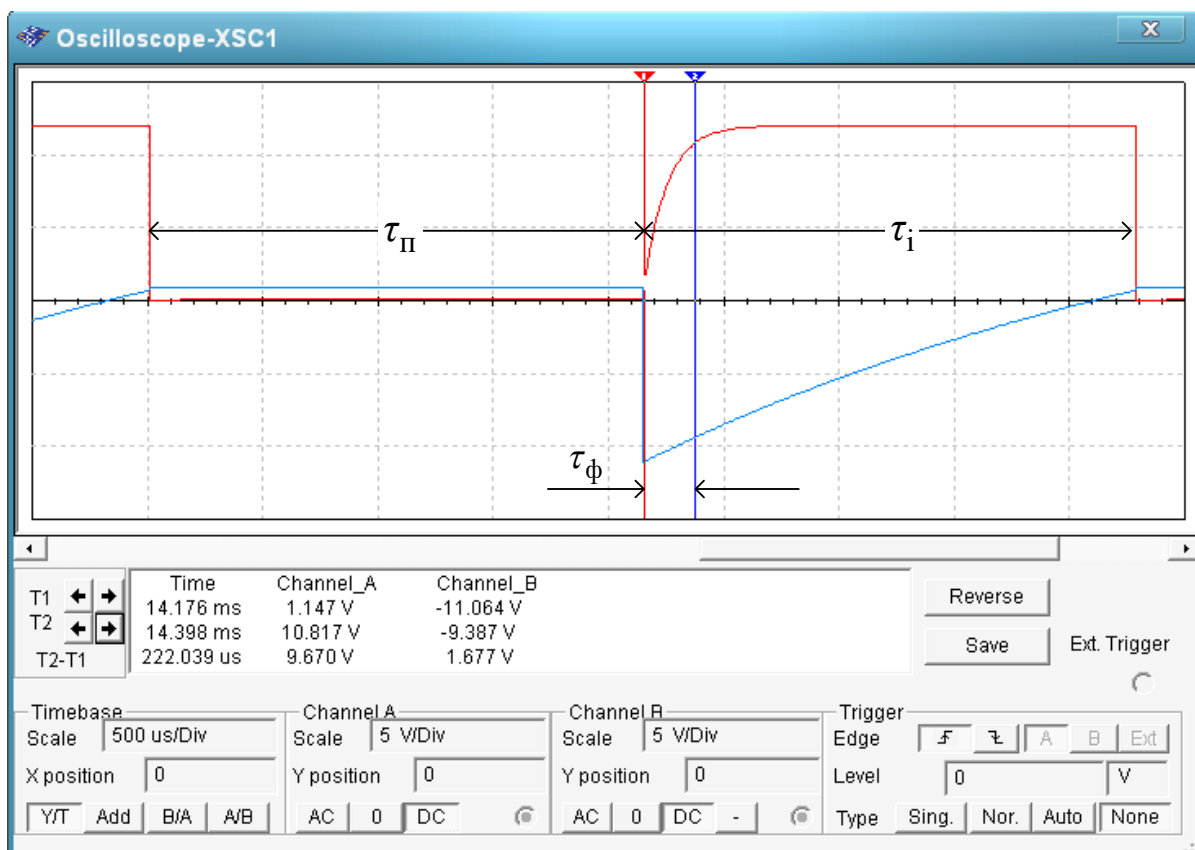 Oscilloscope-XSC1
X
1 2
τп τi
τф
Time Channel_A Channel_B
T1 14.176 ms 1.147 V -11.064 V
T2 14.398 ms 10.817 V -9.387 V
T2-T1 222.039 us 9.670 V 1.677 V
Reverse
Save
Ext. Trigger
Timebase
Scale 500 us/Div
X position 0
Y/T Add B/A A/B
Channel A
Scale 5 V/Div
Y position 0
AC 0 DC
Channel B
Scale 5 V/Div
Y position 0
AC 0 DC -
Trigger
Edge A B Ext
Level 0 V
Type Sing. Nor. Auto None